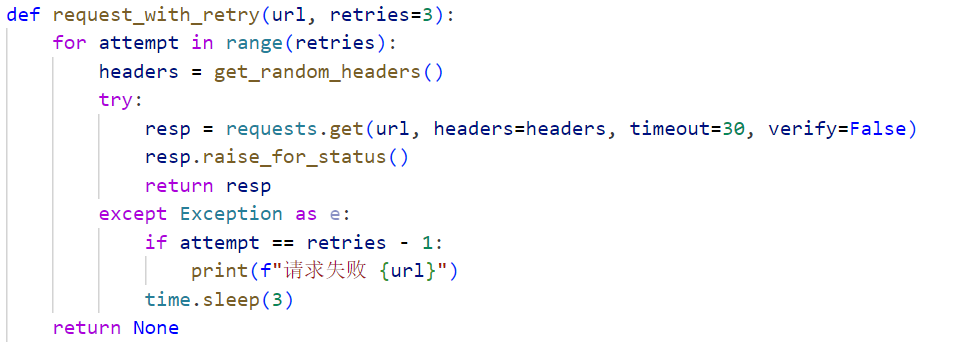 def request_with_retry(url, retries=3):
    for attempt in range(retries):
        headers = get_random_headers()
        try:
            resp = requests.get(url, headers=headers, timeout=30, verify=False)
            resp.raise_for_status()
            return resp
        except Exception as e:
            if attempt == retries - 1:
                print(f"请求失败 {url}")
            time.sleep(3)
    return None